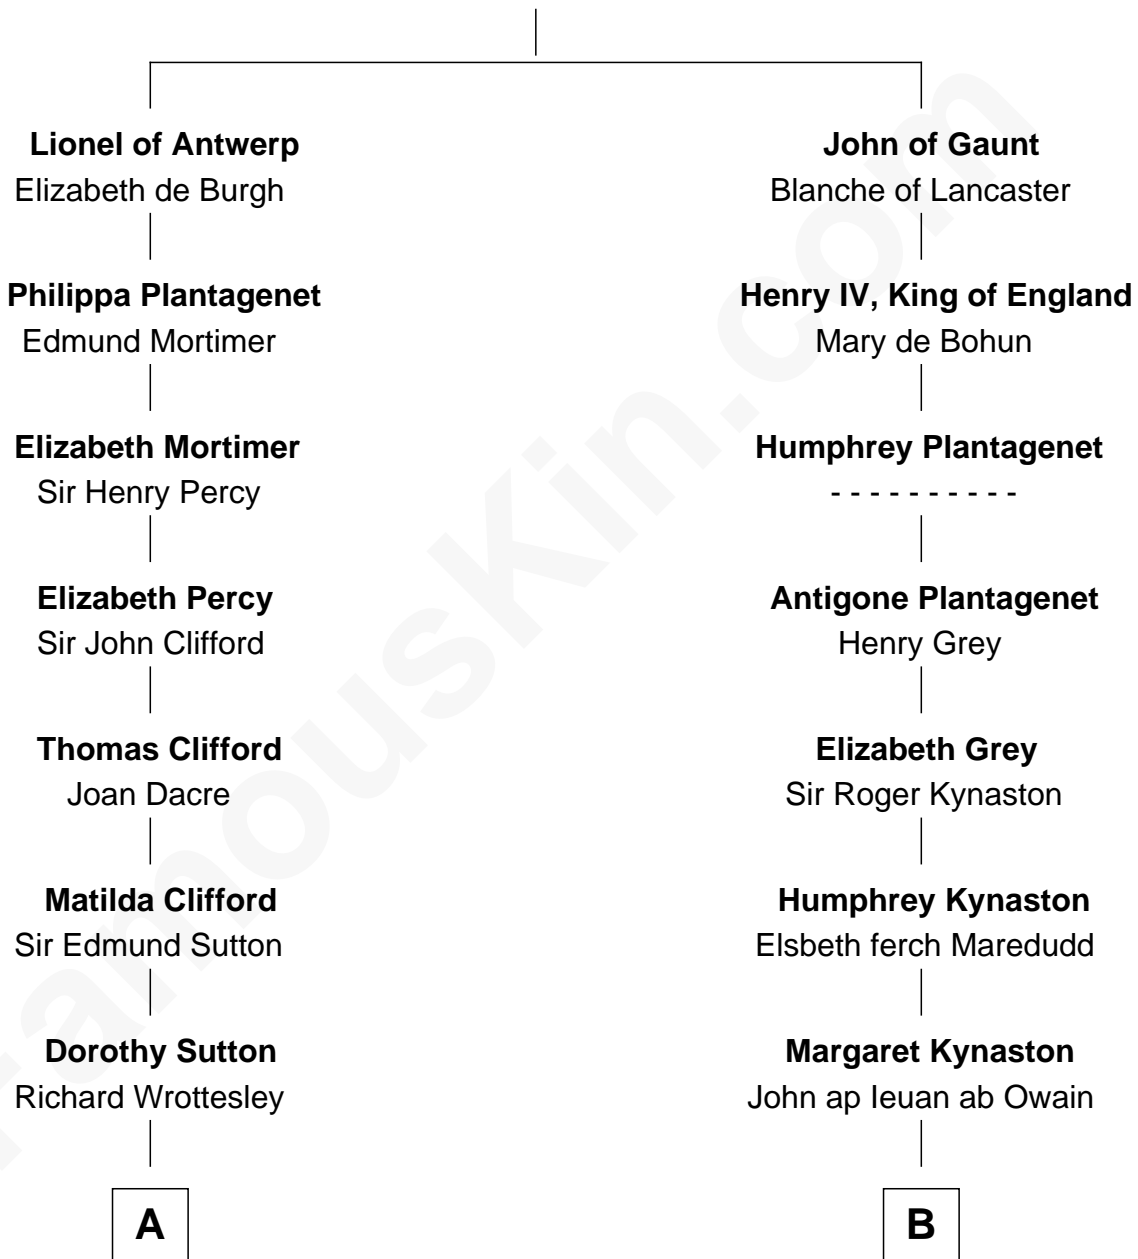 Lionel of Antwerp
Elizabeth de Burgh
Philippa Plantagenet
Edmund Mortimer
Elizabeth Mortimer
Sir Henry Percy
Elizabeth Percy
Sir John Clifford
Thomas Clifford
Joan Dacre
Matilda Clifford
Sir Edmund Sutton
Dorothy Sutton
Richard Wrottesley
A
John of Gaunt
Blanche of Lancaster
Henry IV, King of England
Mary de Bohun
Humphrey Plantagenet
- - - - - - - - - -
Antigone Plantagenet
Henry Grey
Elizabeth Grey
Sir Roger Kynaston
Humphrey Kynaston
Elsbeth ferch Maredudd
Margaret Kynaston
John ap Ieuan ab Owain
B
FamousKin.com